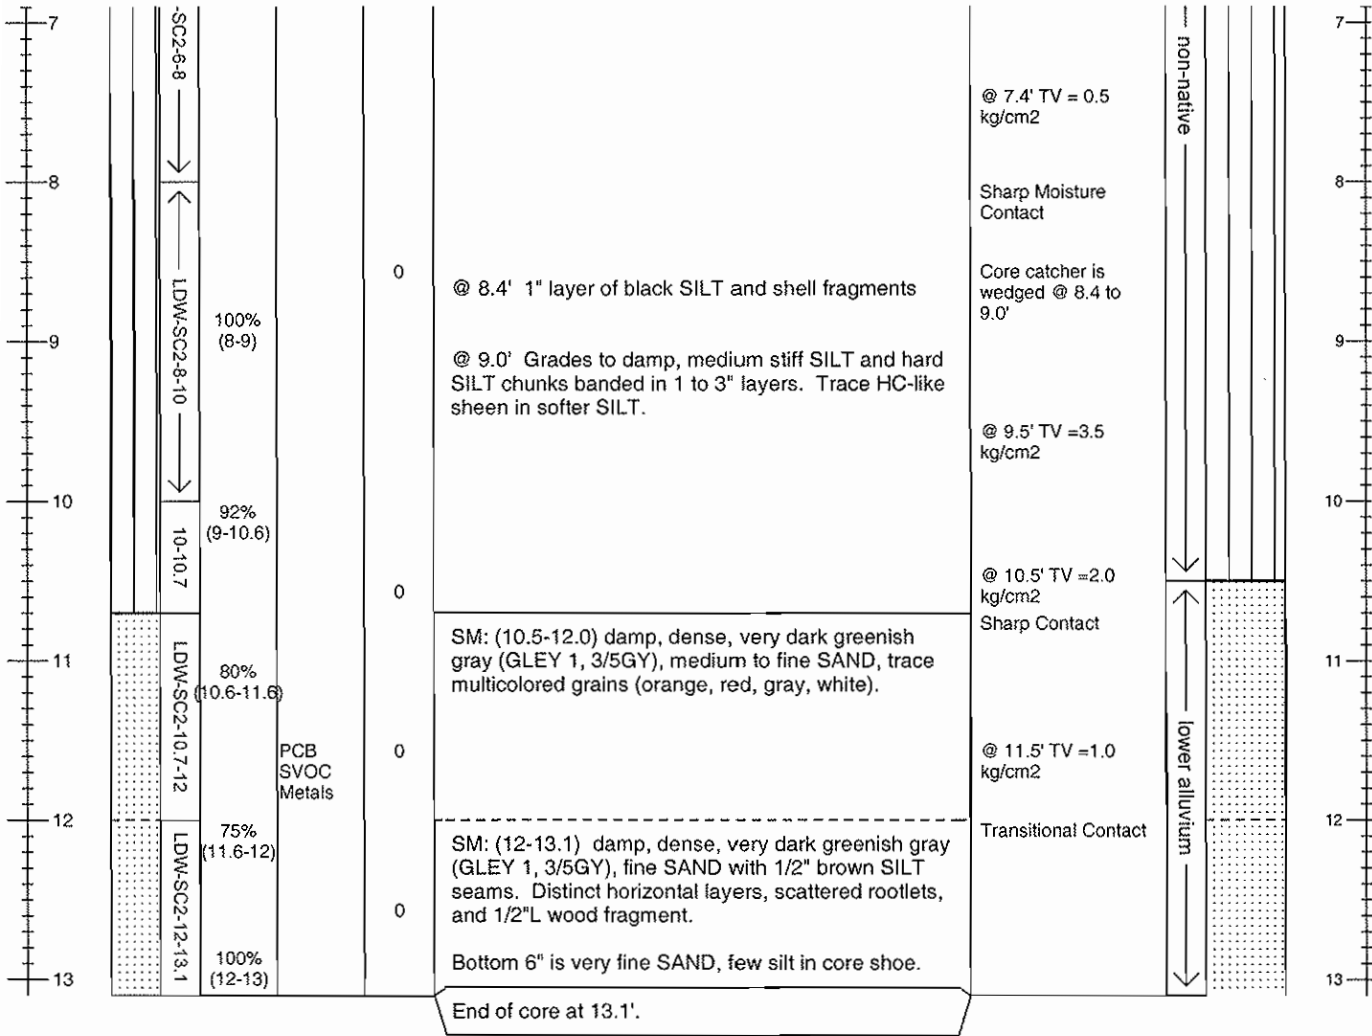 7
-SC2-6-8
non-native
7
@ 7.4' TV = 0.5
kg/cm2
8
Sharp Moisture
Contact
8
0
@ 8.4'  1" layer of black SILT and shell fragments
Core catcher is
wedged @ 8.4 to
9.0'
LDW-SC2-8-10
100%
(8-9)
9
9
@ 9.0'  Grades to damp, medium stiff SILT and hard
SILT chunks banded in 1 to 3" layers.  Trace HC-like
sheen in softer SILT.
@ 9.5' TV =3.5
kg/cm2
10
10
92%
(9-10.6)
10-10.7
0
@ 10.5' TV =2.0
kg/cm2
Sharp Contact
SM: (10.5-12.0) damp, dense, very dark greenish
gray (GLEY 1, 3/5GY), medium to fine SAND, trace
multicolored grains (orange, red, gray, white).
11
11
LDW-SC2-10.7-12
80%
(10.6-11.6)
PCB
SVOC
Metals
0
@ 11.5' TV =1.0
kg/cm2
lower alluvium
12
12
Transitional Contact
75%
(11.6-12)
SM: (12-13.1)  damp, dense, very dark greenish gray
(GLEY 1, 3/5GY), fine SAND with 1/2" brown SILT
seams.  Distinct horizontal layers, scattered rootlets,
and 1/2"L wood fragment.
LDW-SC2-12-13.1
0
100%
(12-13)
Bottom 6" is very fine SAND, few silt in core shoe.
13
13
End of core at 13.1'.